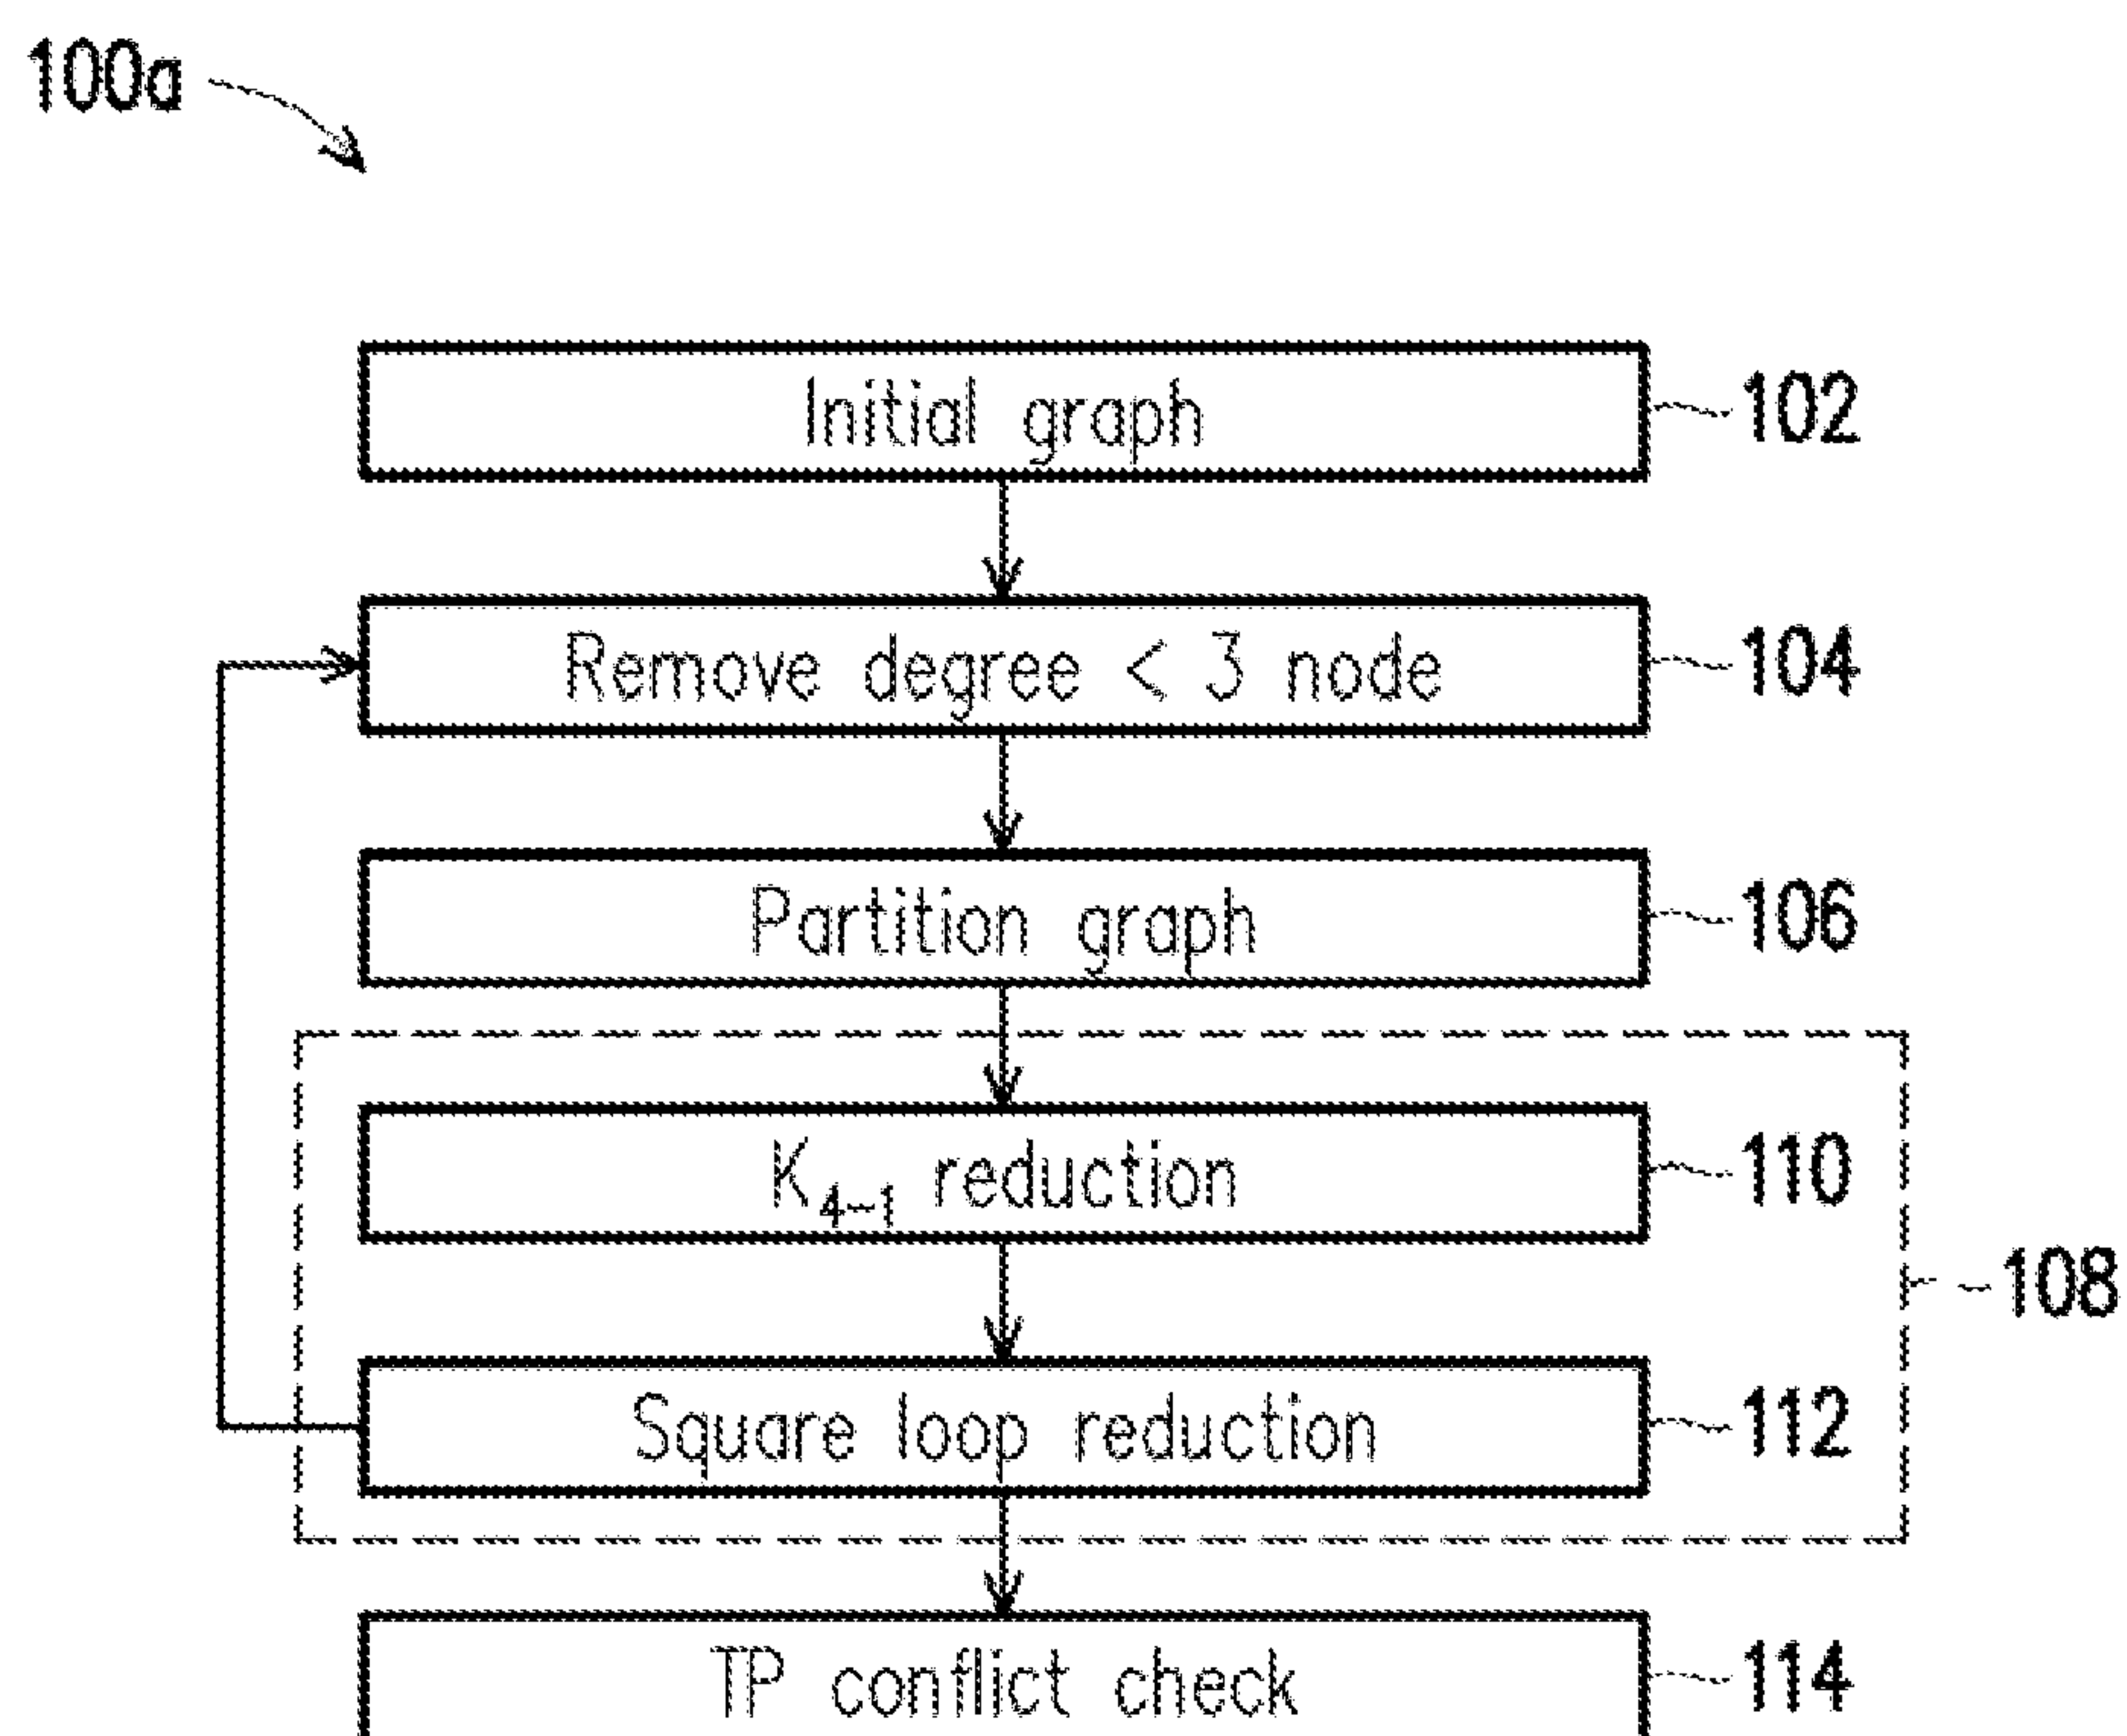 100a
Initial graph 102
Remove degree < 3 node 104
Partition graph 106
K4-1 reduction 110
108
Square loop reduction 112
TP conflict check 114